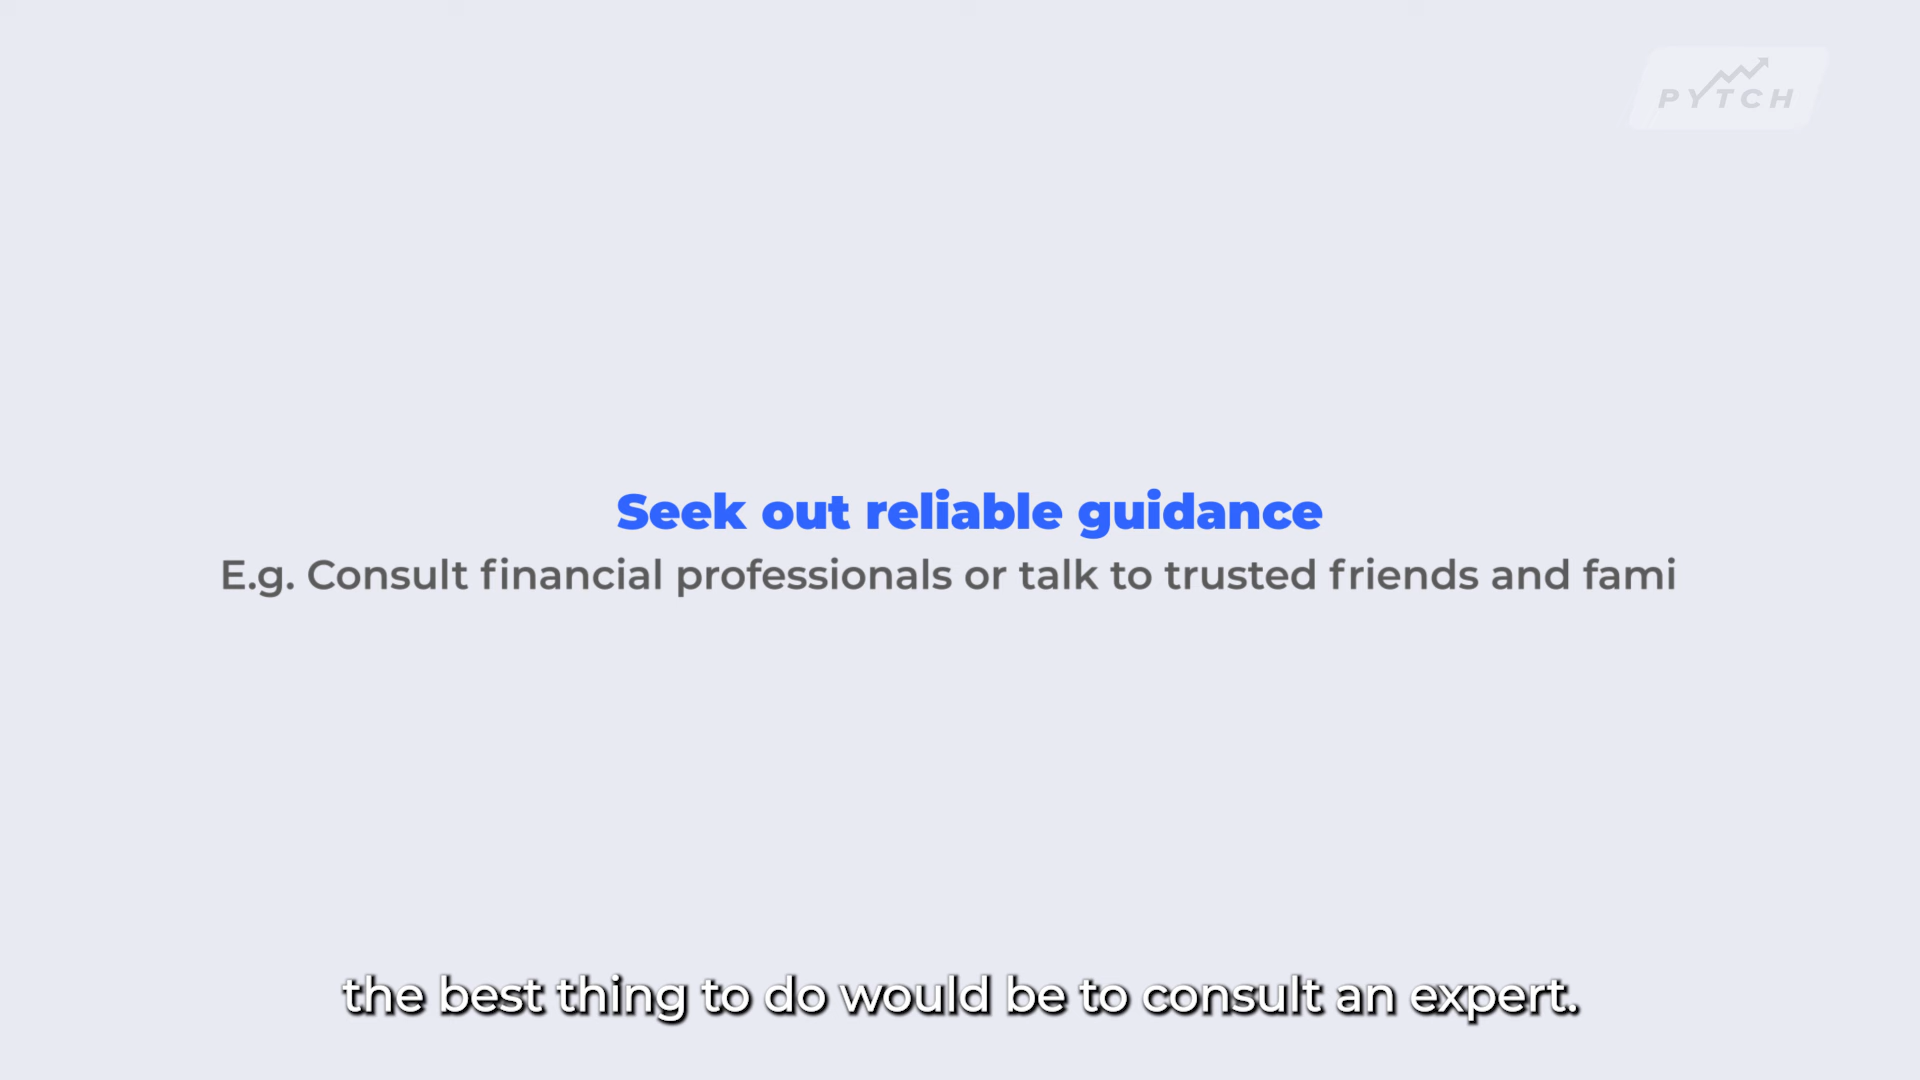 PYTCH
Seek out reliable guidance
E.g. Consult financial professionals or talk to trusted friends and fami
the best thing to do would be to consult an expert.